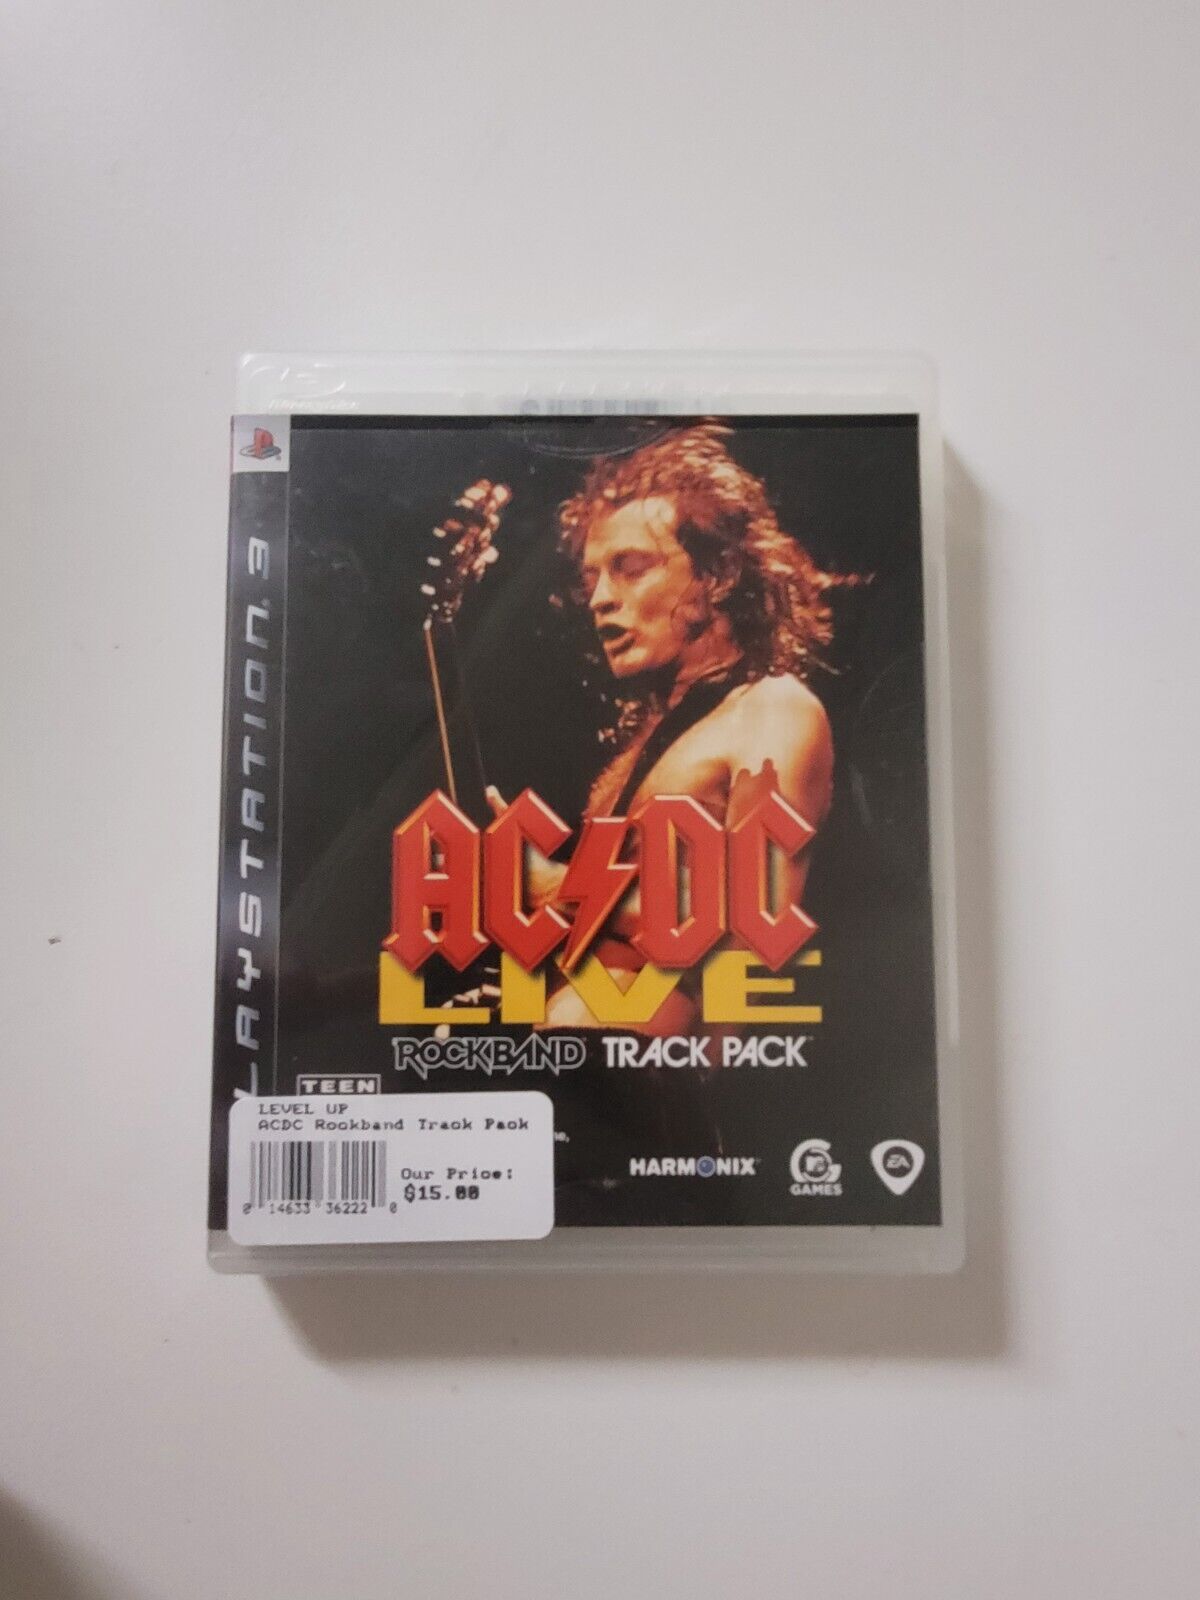 PLAYSTATION 3
AC/DC
LIVE
ROCKBAND TRACK PACK
TEEN
LEVEL UP
ACDC Rockband Track Pack
Our Price:
$15.00
0 14633 36222 0
HARMONIX
GAMES
EA